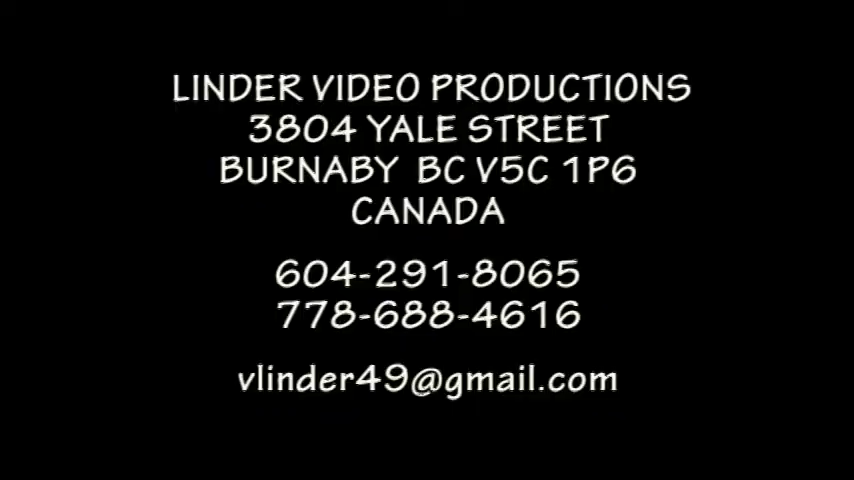 LINDER VIDEO PRODUCTIONS
3804 YALE STREET
BURNABY BC V5C 1P6
CANADA
604-291-8065
778-688-4616
vlinder49@gmail.com